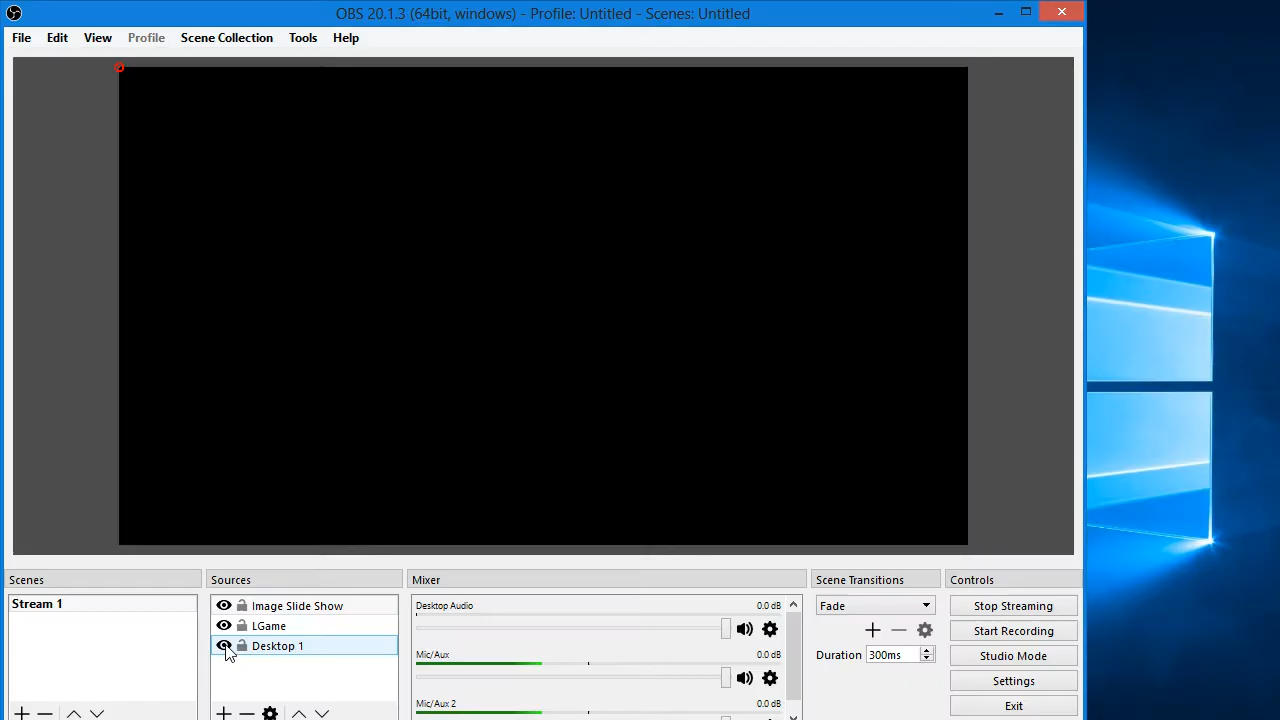 OBS 20.1.3 (64bit, windows) - Profile: Untitled - Scenes: Untitled
File Edit View Profile Scene Collection Tools Help
Scenes
Stream 1
Sources
Image Slide Show
LGame
Desktop 1
Mixer
Desktop Audio 0.0 dB
Mic/Aux 0.0 dB
Mic/Aux 2 0.0 dB
Scene Transitions
Fade
Duration 300ms
Controls
Stop Streaming
Start Recording
Studio Mode
Settings
Exit